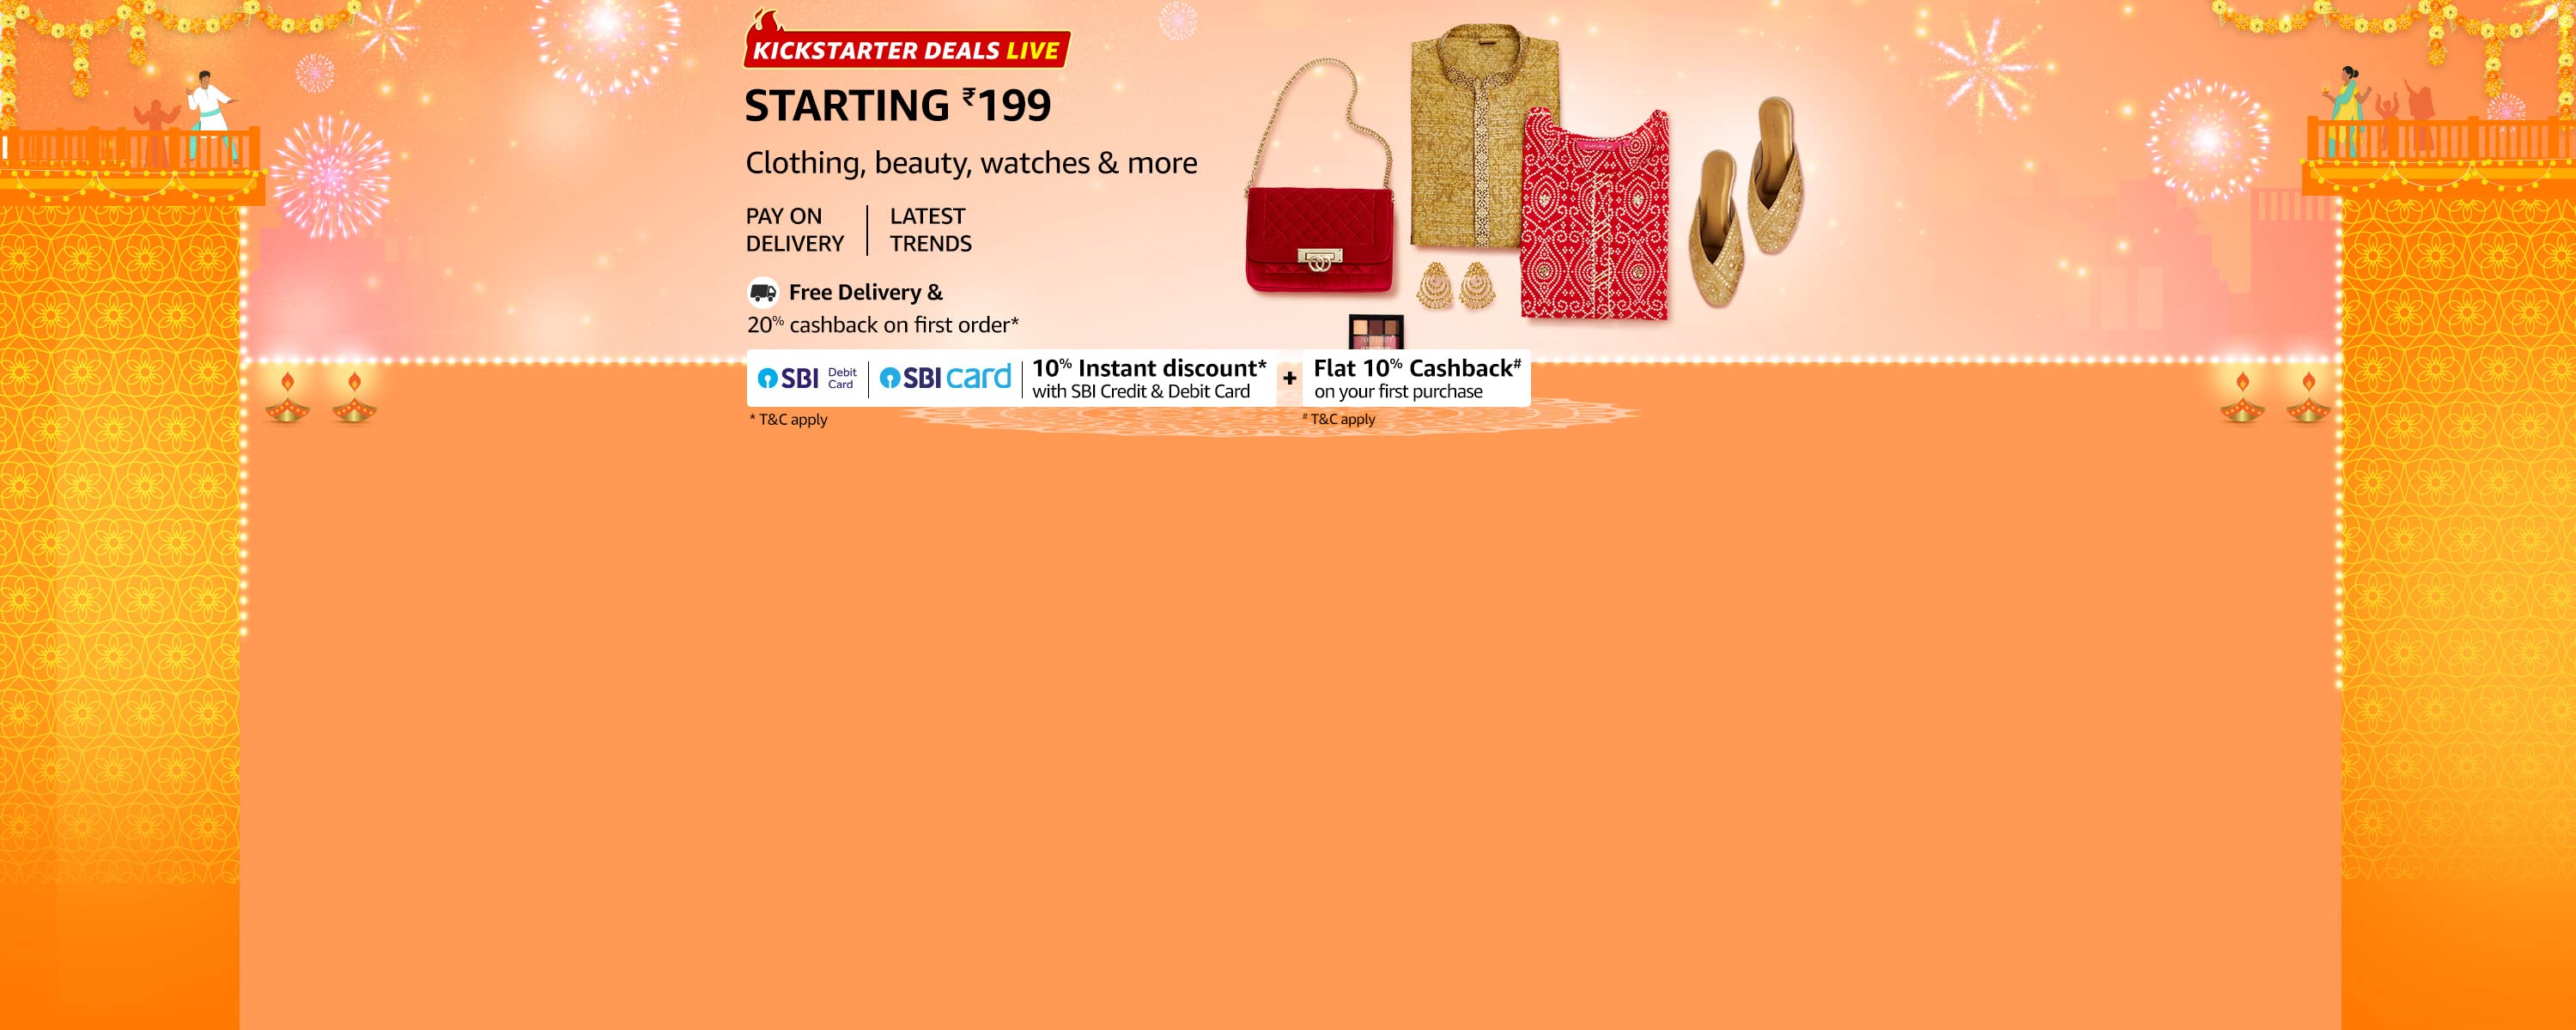 KICKSTARTER DEALS LIVE
STARTING ₹199
Clothing, beauty, watches & more
PAY ON
DELIVERY
LATEST
TRENDS
Free Delivery &
20% cashback on first order*
SBI Debit
Card
SBI card
10% Instant discount*
with SBI Credit & Debit Card
+
Flat 10% Cashback#
on your first purchase
* T&C apply
# T&C apply